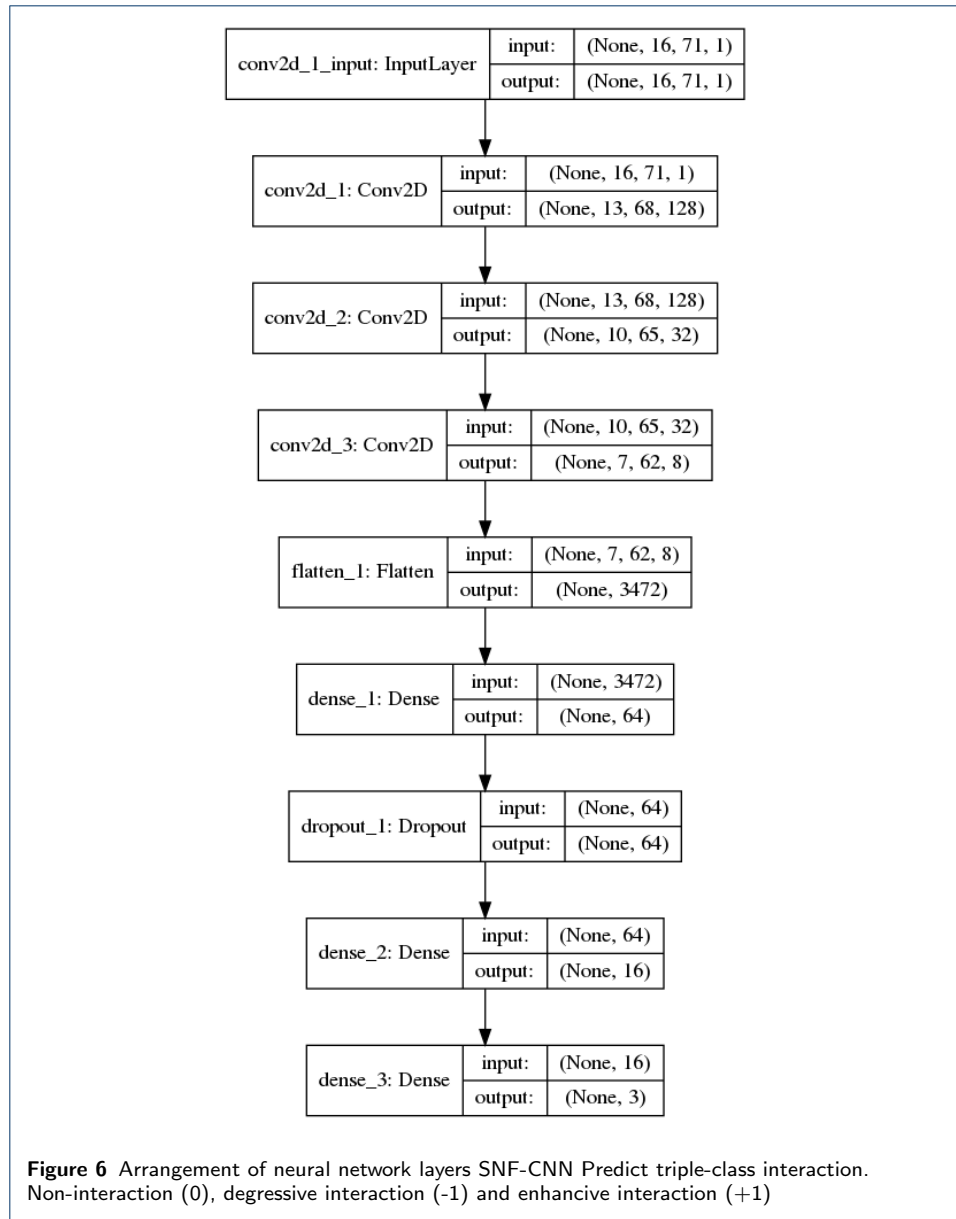 conv2d_1_input: InputLayer
input: (None, 16, 71, 1)
output: (None, 16, 71, 1)
conv2d_1: Conv2D
input: (None, 16, 71, 1)
output: (None, 13, 68, 128)
conv2d_2: Conv2D
input: (None, 13, 68, 128)
output: (None, 10, 65, 32)
conv2d_3: Conv2D
input: (None, 10, 65, 32)
output: (None, 7, 62, 8)
flatten_1: Flatten
input: (None, 7, 62, 8)
output: (None, 3472)
dense_1: Dense
input: (None, 3472)
output: (None, 64)
dropout_1: Dropout
input: (None, 64)
output: (None, 64)
dense_2: Dense
input: (None, 64)
output: (None, 16)
dense_3: Dense
input: (None, 16)
output: (None, 3)
Figure 6 Arrangement of neural network layers SNF-CNN Predict triple-class interaction.
Non-interaction (0), degressive interaction (-1) and enhancive interaction (+1)